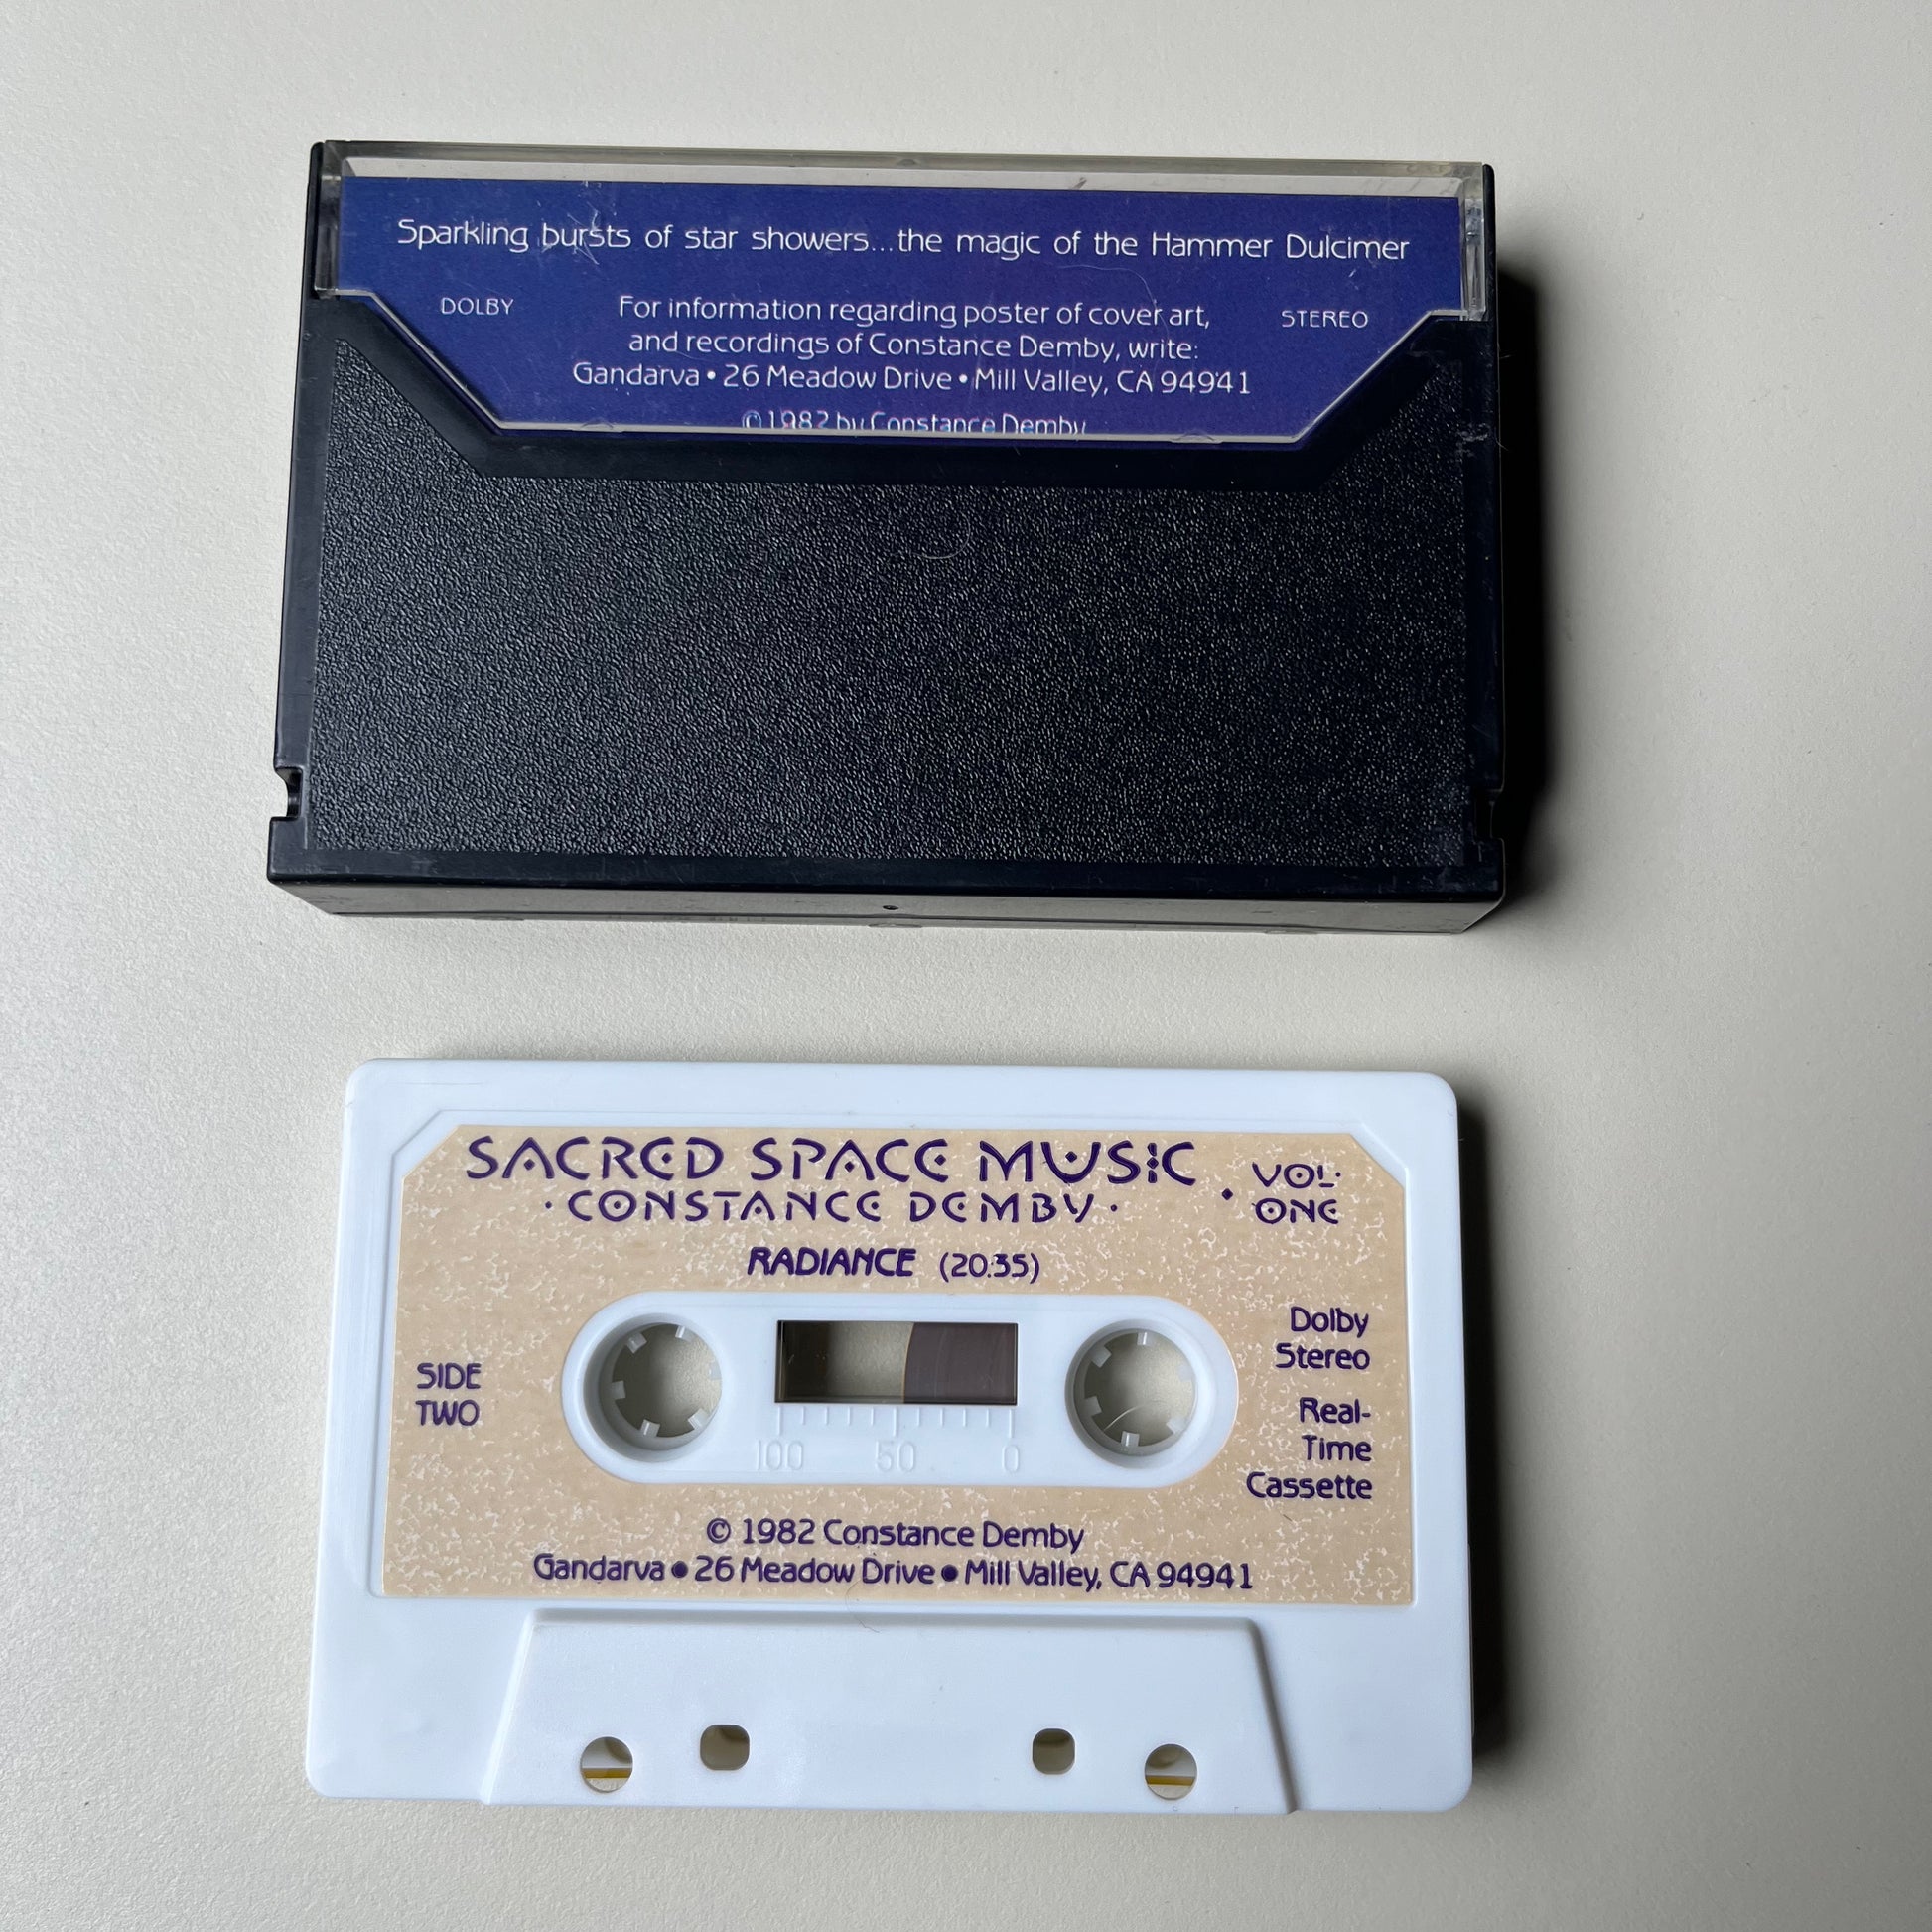 Sparkling bursts of star showers...the magic of the Hammer Dulcimer
DOLBY
For information regarding poster of cover art,
and recordings of Constance Demby, write:
Gandarva • 26 Meadow Drive • Mill Valley, CA 94941
STEREO
© 1982 by Constance Demby
SACRED SPACE MUSIC • VOL. ONE
• CONSTANCE DEMBY •
RADIANCE (20:35)
SIDE
TWO
Dolby
Stereo
Real-
Time
Cassette
100 50 0
© 1982 Constance Demby
Gandarva • 26 Meadow Drive • Mill Valley, CA 94941